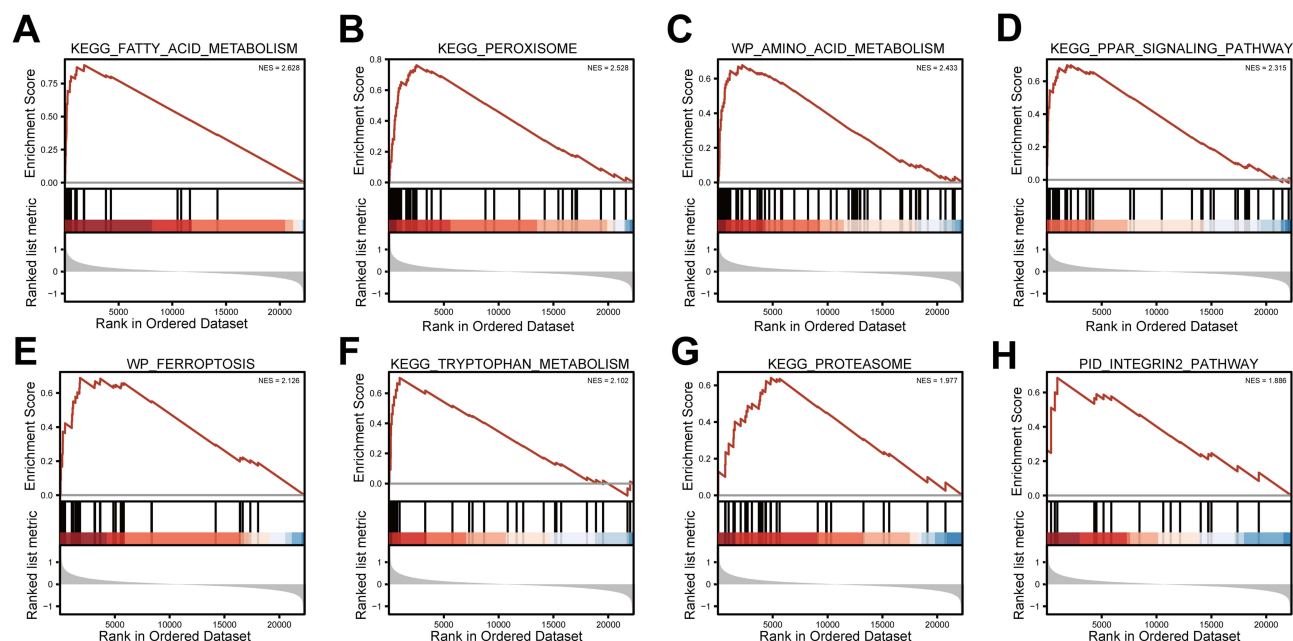 A
KEGG_FATTY_ACID_METABOLISM
NES = 2.628
Enrichment Score
0.75
0.50
0.25
0.00
Ranked list metric
1
0
−1
5000 10000 15000 20000
Rank in Ordered Dataset
B
KEGG_PEROXISOME
NES = 2.528
Enrichment Score
0.8
0.6
0.4
0.2
0.0
Ranked list metric
1
0
−1
5000 10000 15000 20000
Rank in Ordered Dataset
C
WP_AMINO_ACID_METABOLISM
NES = 2.433
Enrichment Score
0.6
0.4
0.2
0.0
Ranked list metric
1
0
−1
5000 10000 15000 20000
Rank in Ordered Dataset
D
KEGG_PPAR_SIGNALING_PATHWAY
NES = 2.315
Enrichment Score
0.6
0.4
0.2
0.0
Ranked list metric
1
0
−1
5000 10000 15000 20000
Rank in Ordered Dataset
E
WP_FERROPTOSIS
NES = 2.126
Enrichment Score
0.6
0.4
0.2
0.0
Ranked list metric
1
0
−1
5000 10000 15000 20000
Rank in Ordered Dataset
F
KEGG_TRYPTOPHAN_METABOLISM
NES = 2.102
Enrichment Score
0.6
0.4
0.2
0.0
Ranked list metric
1
0
−1
5000 10000 15000 20000
Rank in Ordered Dataset
G
KEGG_PROTEASOME
NES = 1.977
Enrichment Score
0.6
0.4
0.2
0.0
Ranked list metric
1
0
−1
5000 10000 15000 20000
Rank in Ordered Dataset
H
PID_INTEGRIN2_PATHWAY
NES = 1.886
Enrichment Score
0.6
0.4
0.2
0.0
Ranked list metric
1
0
−1
5000 10000 15000 20000
Rank in Ordered Dataset